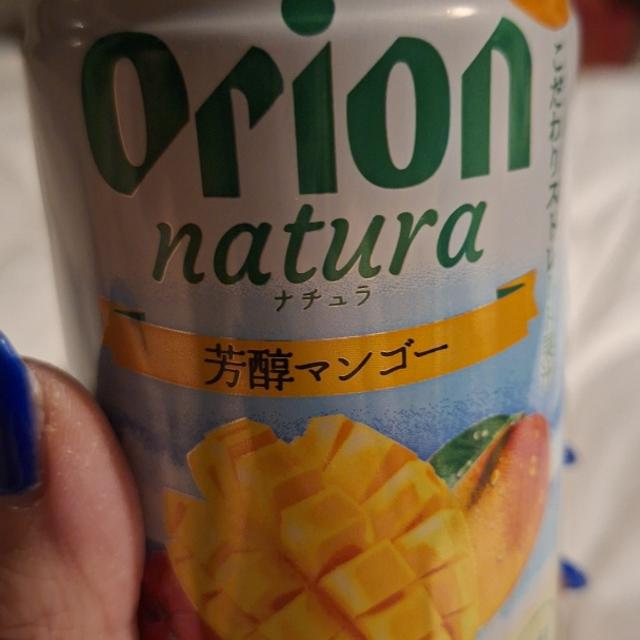 orion
natura
ナチュラ
芳醇マンゴー